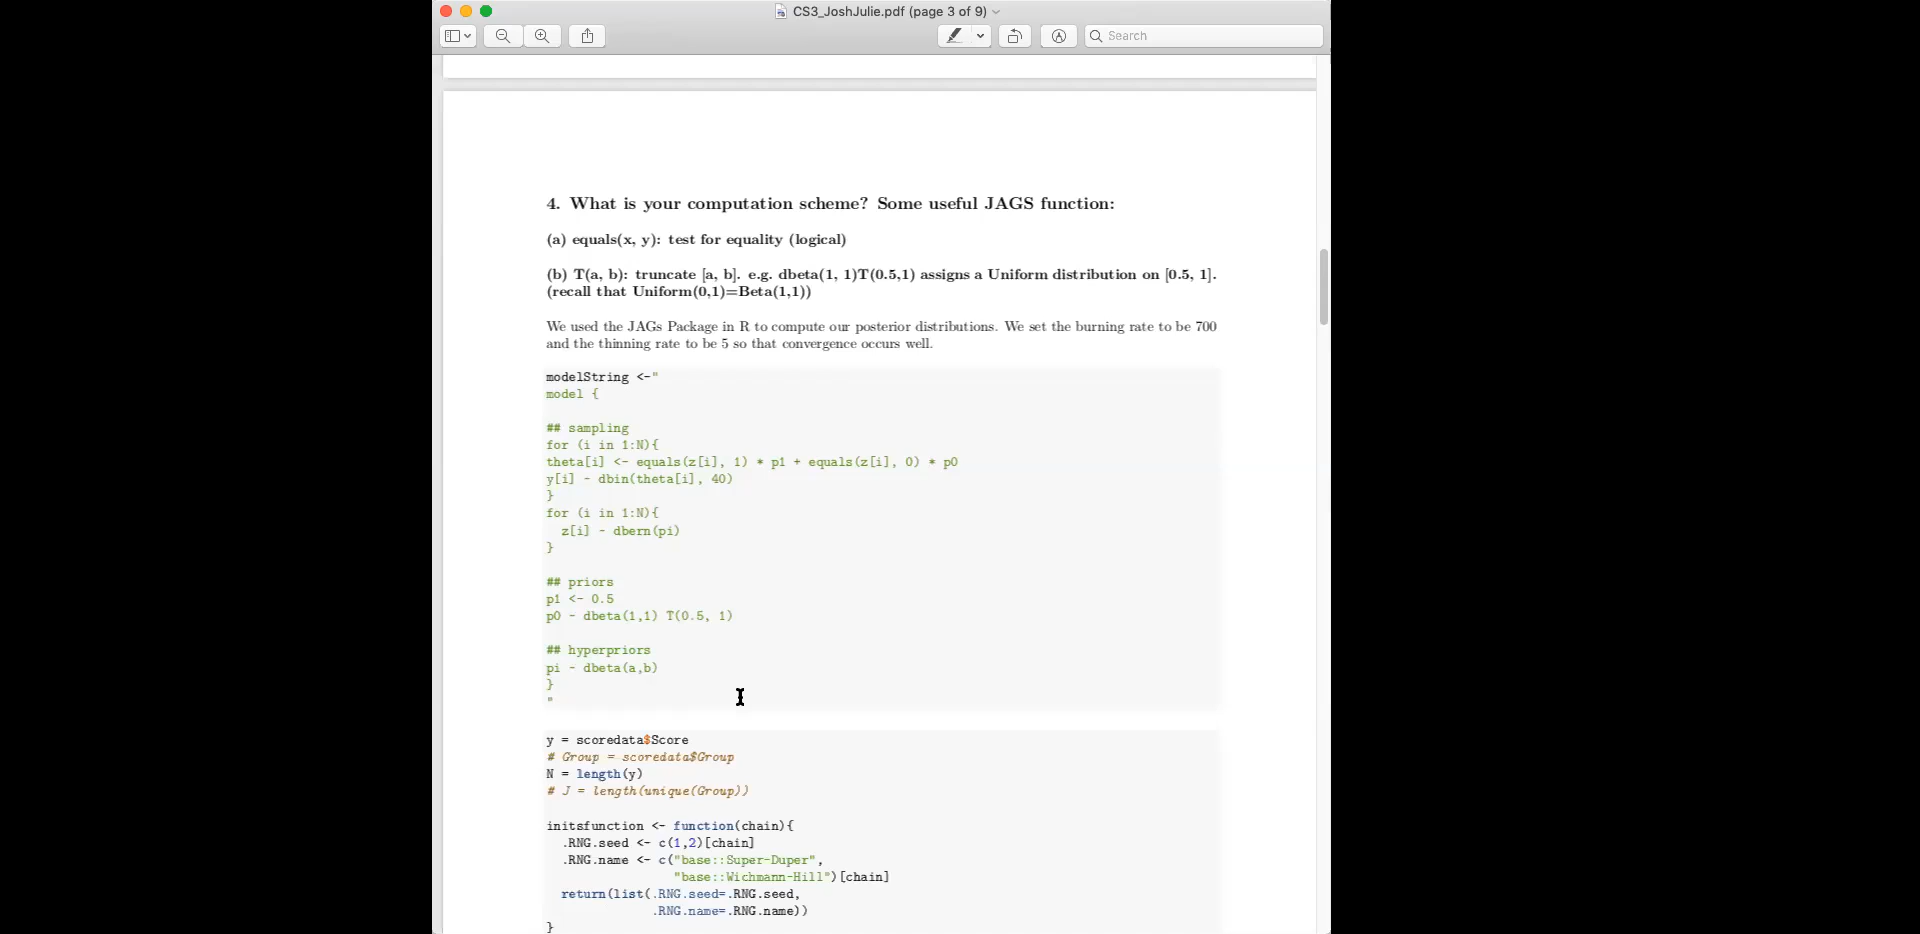 CS3_JoshJulie.pdf (page 3 of 9)
Search
4. What is your computation scheme? Some useful JAGS function:
(a) equals(x, y): test for equality (logical)
(b) T(a, b): truncate [a, b]. e.g. dbeta(1, 1)T(0.5,1) assigns a Uniform distribution on [0.5, 1].
(recall that Uniform(0,1)=Beta(1,1))
We used the JAGs Package in R to compute our posterior distributions. We set the burning rate to be 700
and the thinning rate to be 5 so that convergence occurs well.
modelString <-"
model {
## sampling
for (i in 1:N){
theta[i] <- equals(z[i], 1) * p1 + equals(z[i], 0) * p0
y[i] ~ dbin(theta[i], 40)
}
for (i in 1:N){
z[i] ~ dbern(pi)
}
## priors
p1 <- 0.5
p0 ~ dbeta(1,1) T(0.5, 1)
## hyperpriors
pi ~ dbeta(a,b)
}
"
y = scoredata$Score
# Group = scoredata$Group
N = length(y)
# J = length(unique(Group))
initsfunction <- function(chain){
.RNG.seed <- c(1,2)[chain]
.RNG.name <- c("base::Super-Duper",
"base::Wichmann-Hill")[chain]
return(list(.RNG.seed=.RNG.seed,
.RNG.name=.RNG.name))
}